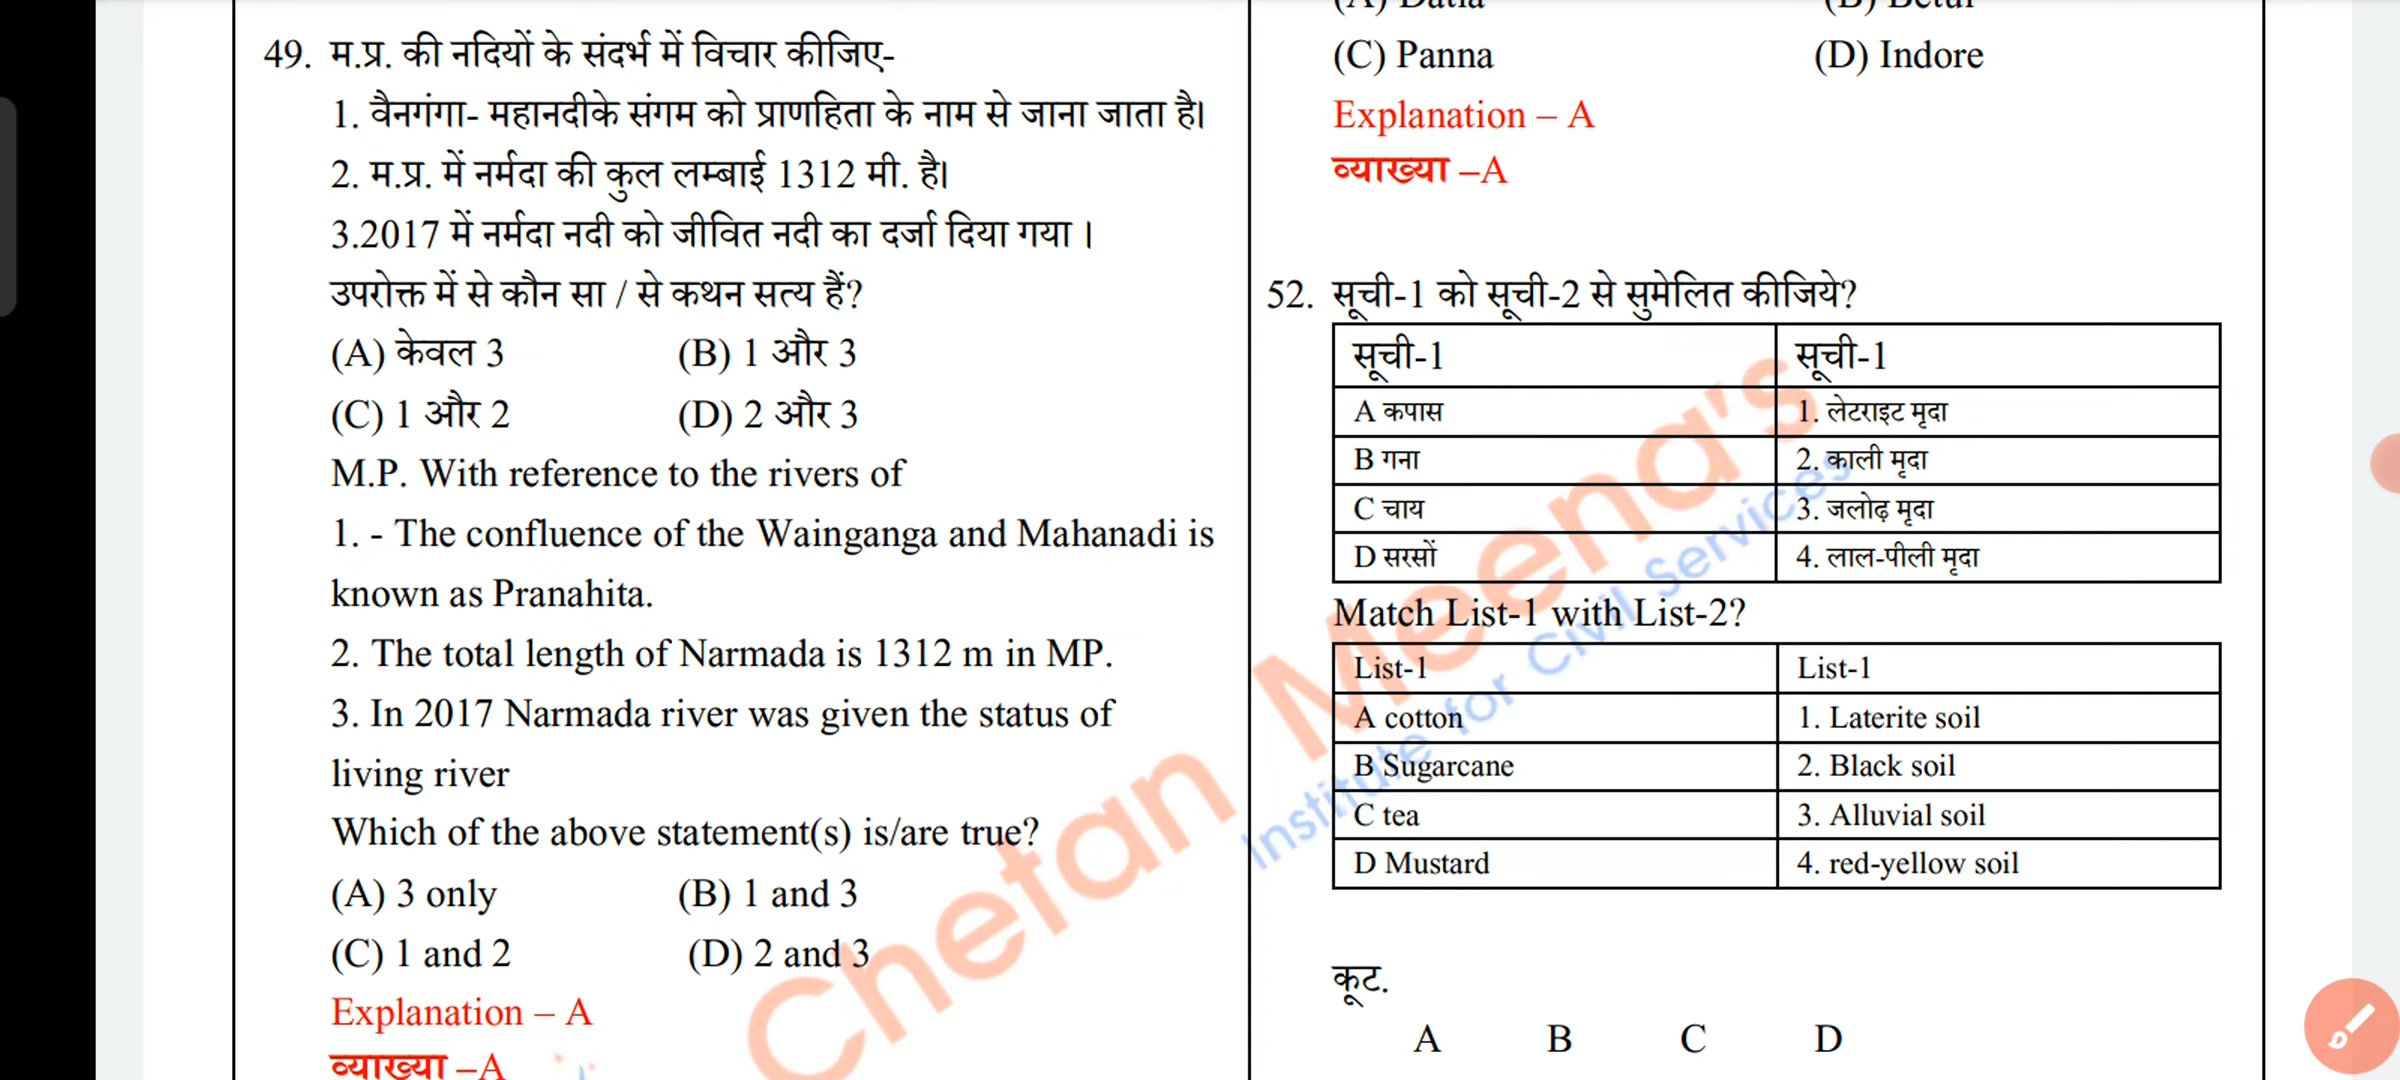 49. म.प्र. की नदियों के संदर्भ में विचार कीजिए-
1. वैनगंगा- महानदीके संगम को प्राणहिता के नाम से जाना जाता है।
2. म.प्र. में नर्मदा की कुल लम्बाई 1312 मी. है।
3.2017 में नर्मदा नदी को जीवित नदी का दर्जा दिया गया ।
उपरोक्त में से कौन सा / से कथन सत्य हैं?
(A) केवल 3 (B) 1 और 3
(C) 1 और 2 (D) 2 और 3
M.P. With reference to the rivers of
1. - The confluence of the Wainganga and Mahanadi is
known as Pranahita.
2. The total length of Narmada is 1312 m in MP.
3. In 2017 Narmada river was given the status of
living river
Which of the above statement(s) is/are true?
(A) 3 only (B) 1 and 3
(C) 1 and 2 (D) 2 and 3
Explanation – A
व्याख्या –A
(A) Datia (B) Betul
(C) Panna (D) Indore
Explanation – A
व्याख्या –A
52. सूची-1 को सूची-2 से सुमेलित कीजिये?
सूची-1 सूची-1
A कपास 1. लेटराइट मृदा
B गना 2. काली मृदा
C चाय 3. जलोढ़ मृदा
D सरसों 4. लाल-पीली मृदा
Match List-1 with List-2?
List-1 List-1
A cotton 1. Laterite soil
B Sugarcane 2. Black soil
C tea 3. Alluvial soil
D Mustard 4. red-yellow soil
कूट.
A B C D
Chetan Meena's
Institute for Civil Services